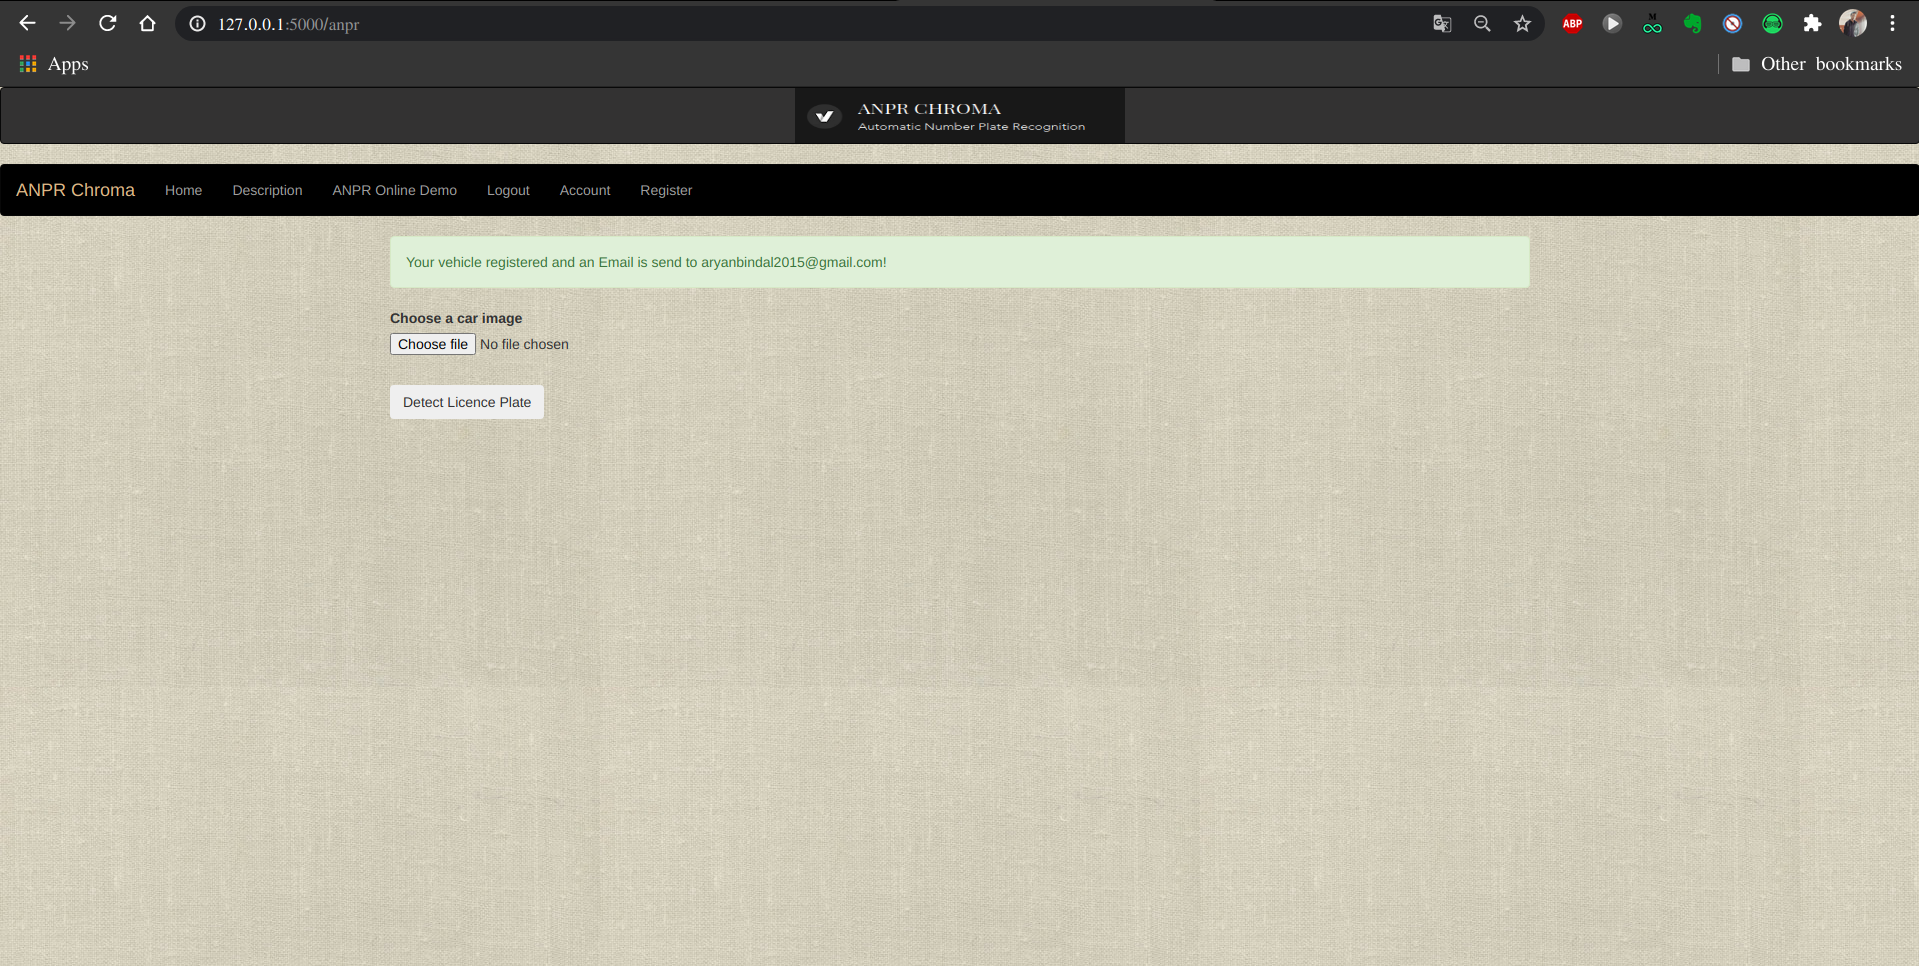 127.0.0.1:5000/anpr
ABP
M
Apps
Other bookmarks
ANPR CHROMA
Automatic Number Plate Recognition
ANPR Chroma Home Description ANPR Online Demo Logout Account Register
Your vehicle registered and an Email is send to aryanbindal2015@gmail.com!
Choose a car image
Choose file No file chosen
Detect Licence Plate